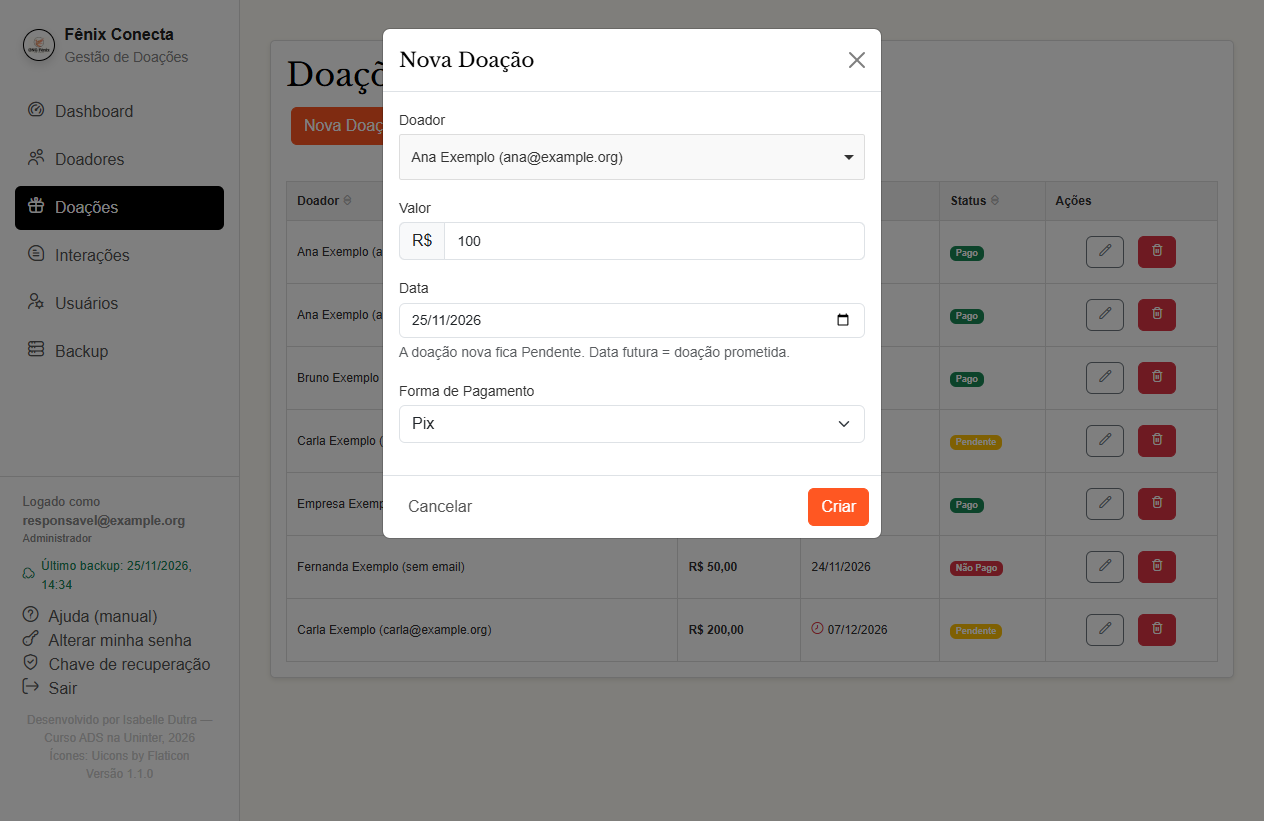 Fênix Conecta
Gestão de Doações
Dashboard
Doadores
Doações
Interações
Usuários
Backup
Logado como
responsavel@example.org
Administrador
Último backup: 25/11/2026,
14:34
Ajuda (manual)
Alterar minha senha
Chave de recuperação
Sair
Desenvolvido por Isabelle Dutra —
Curso ADS na Uninter, 2026
Ícones: Uicons by Flaticon
Versão 1.1.0
Doaçõ
Nova Doaç
Doador Status Ações
Ana Exemplo (a Pago
Ana Exemplo (a Pago
Bruno Exemplo Pago
Carla Exemplo ( Pendente
Empresa Exemp Pago
Fernanda Exemplo (sem email) R$ 50,00 24/11/2026 Não Pago
Carla Exemplo (carla@example.org) R$ 200,00 07/12/2026 Pendente
Nova Doação
Doador
Ana Exemplo (ana@example.org)
Valor
R$ 100
Data
25/11/2026
A doação nova fica Pendente. Data futura = doação prometida.
Forma de Pagamento
Pix
Cancelar Criar